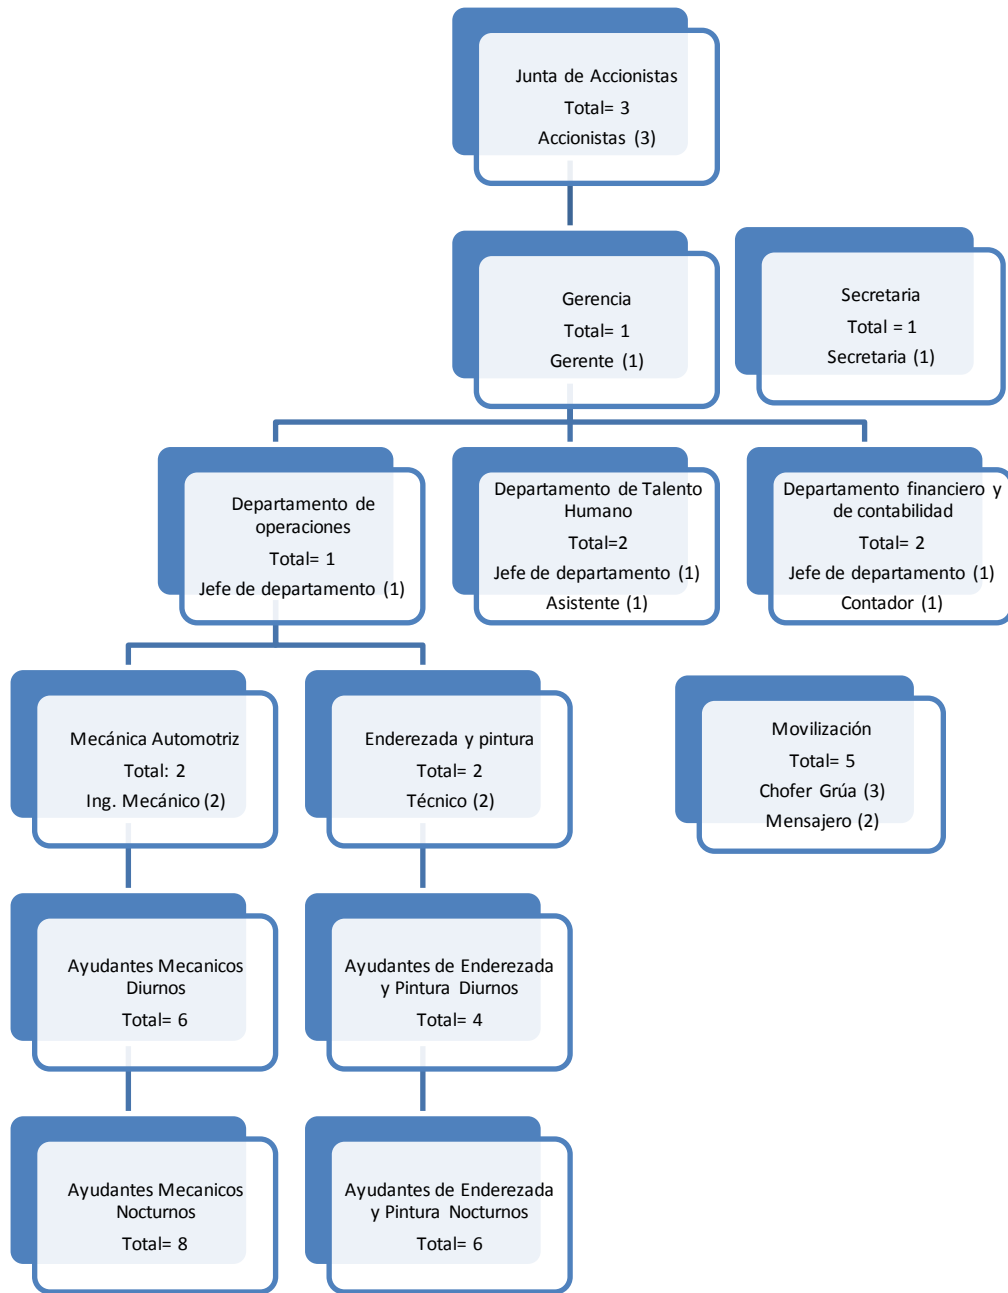 Junta de Accionistas
Total= 3
Accionistas (3)
Gerencia
Total= 1
Gerente (1)
Secretaria
Total = 1
Secretaria (1)
Departamento de
operaciones
Total= 1
Jefe de departamento (1)
Departamento de Talento
Humano
Total=2
Jefe de departamento (1)
Asistente (1)
Departamento financiero y
de contabilidad
Total= 2
Jefe de departamento (1)
Contador (1)
Mecánica Automotriz
Total: 2
Ing. Mecánico (2)
Enderezada y pintura
Total= 2
Técnico (2)
Movilización
Total= 5
Chofer Grúa (3)
Mensajero (2)
Ayudantes Mecanicos
Diurnos
Total= 6
Ayudantes de Enderezada
y Pintura Diurnos
Total= 4
Ayudantes Mecanicos
Nocturnos
Total= 8
Ayudantes de Enderezada
y Pintura Nocturnos
Total= 6